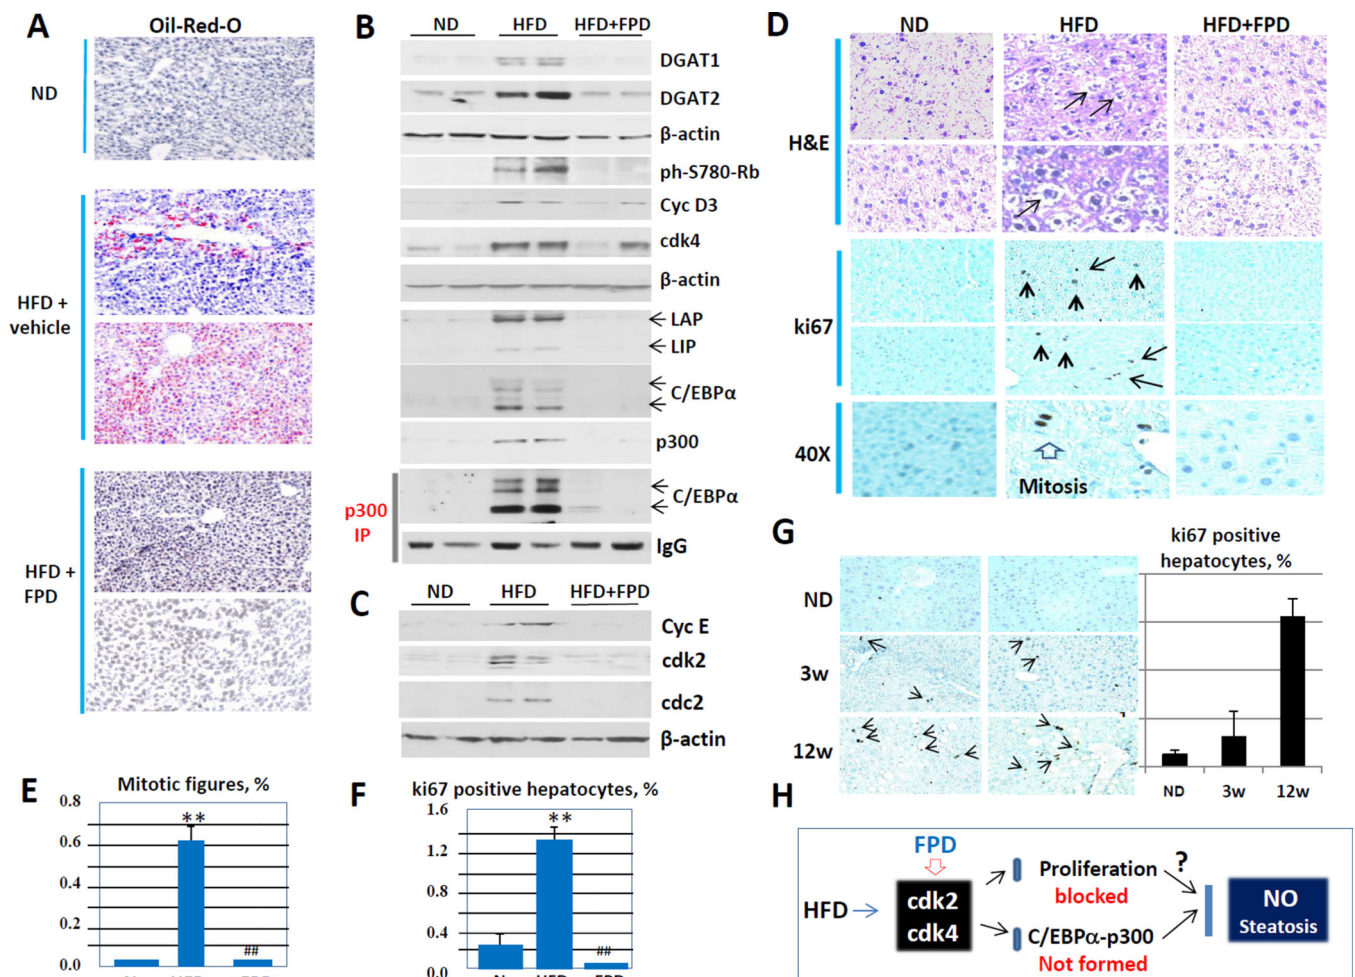 A
Oil-Red-O
ND
HFD +
vehicle
HFD +
FPD
B
ND HFD HFD+FPD
DGAT1
DGAT2
β-actin
ph-S780-Rb
Cyc D3
cdk4
β-actin
LAP
LIP
C/EBPα
p300
p300
IP
C/EBPα
IgG
C
ND HFD HFD+FPD
Cyc E
cdk2
cdc2
β-actin
D
ND HFD HFD+FPD
H&E
ki67
40X
Mitosis
E
Mitotic figures, %
0.8
0.6
0.4
0.2
0.0
**
##
F
ki67 positive hepatocytes, %
1.6
1.2
0.8
0.4
0.0
**
##
G
ND
3w
12w
ki67 positive
hepatocytes, %
ND 3w 12w
H
HFD
FPD
cdk2
cdk4
Proliferation
blocked
?
C/EBPα-p300
Not formed
NO
Steatosis